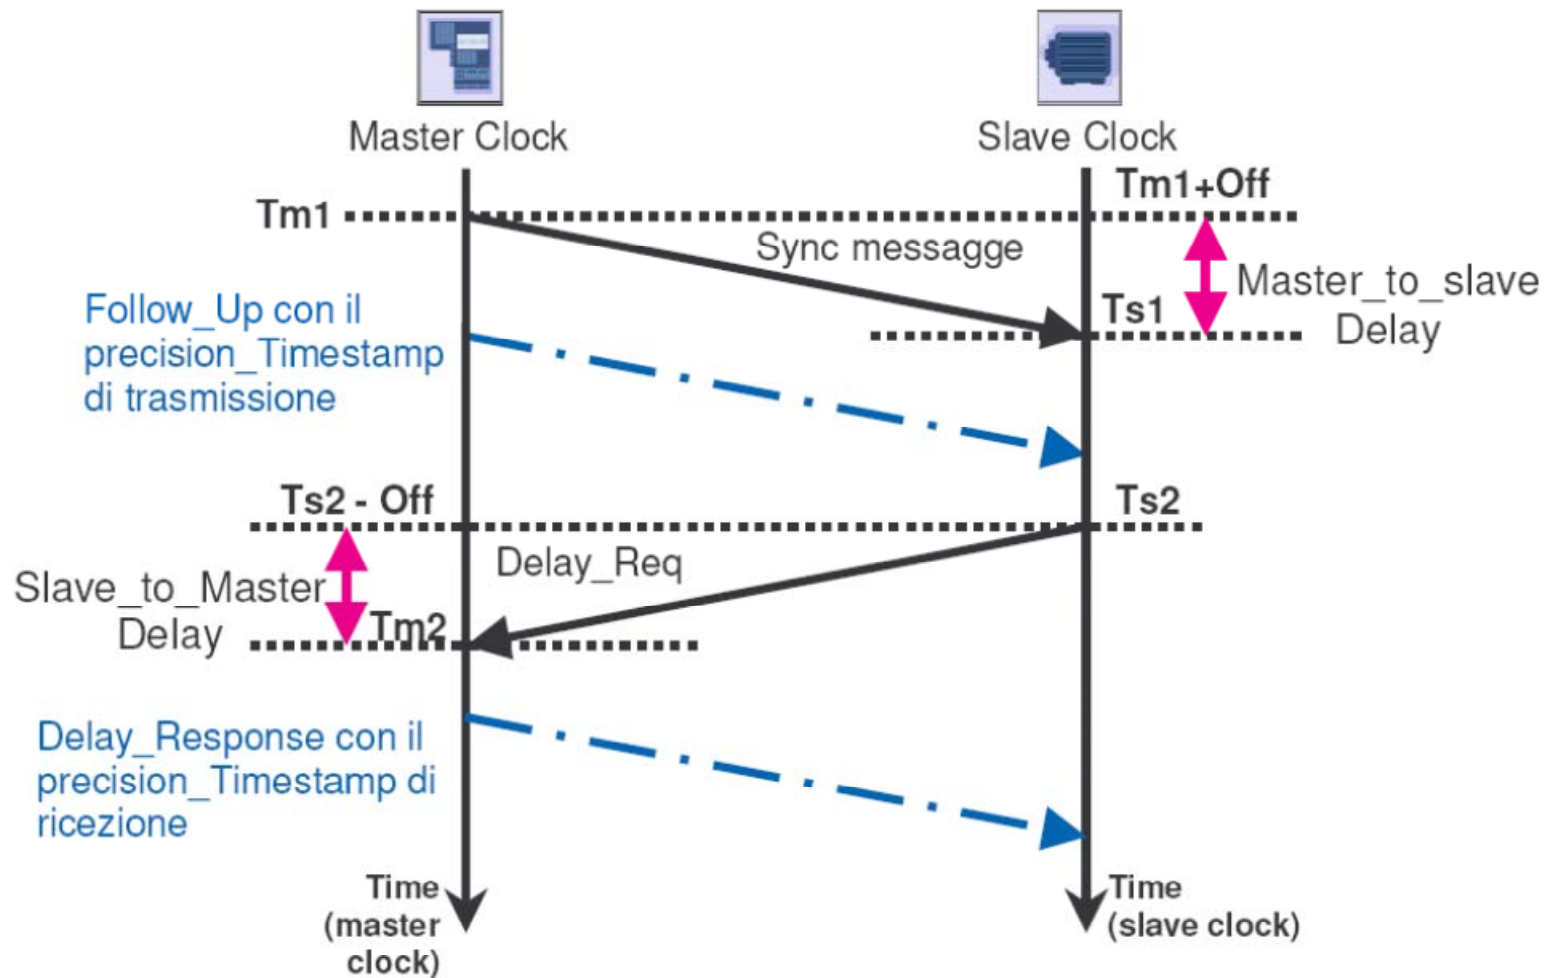 Master Clock
Slave Clock
Tm1
Tm1+Off
Sync messagge
Master_to_slave
Delay
Ts1
Follow_Up con il
precision_Timestamp
di trasmissione
Ts2 - Off
Ts2
Delay_Req
Slave_to_Master
Delay
Tm2
Delay_Response con il
precision_Timestamp di
ricezione
Time
(master
clock)
Time
(slave clock)